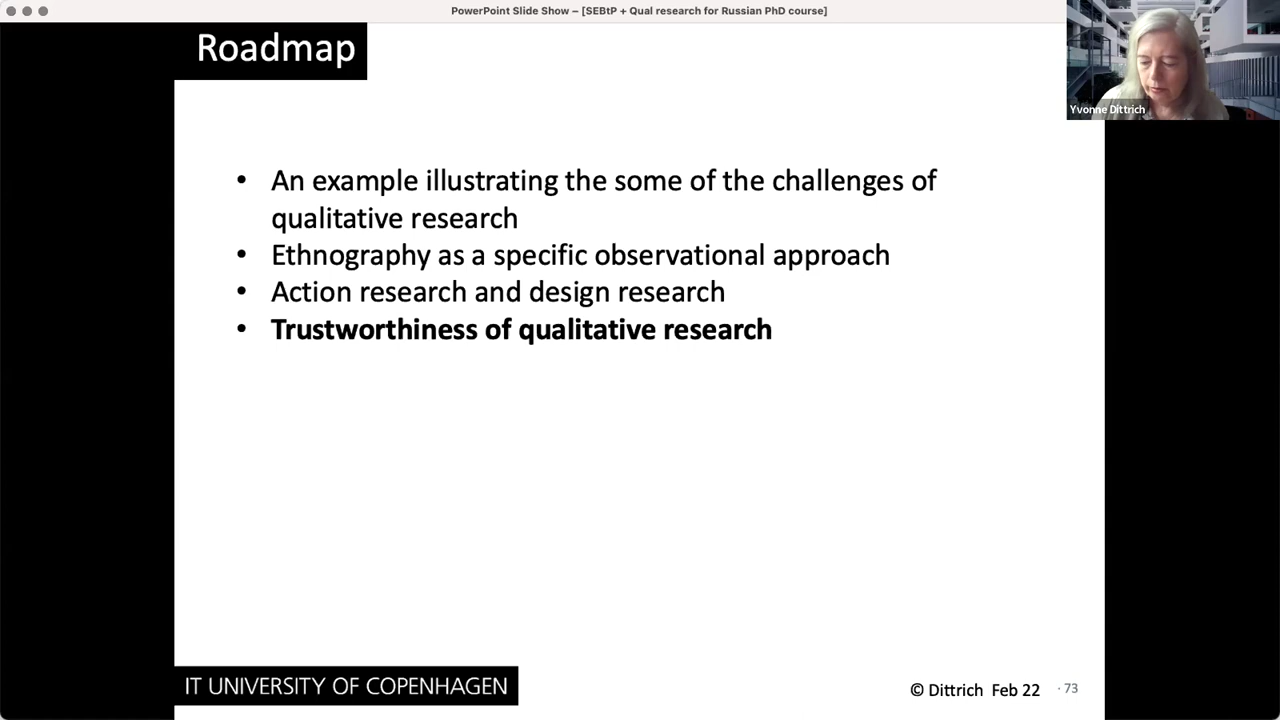 PowerPoint Slide Show – [SEBtP + Qual research for Russian PhD course]
Roadmap
Yvonne Dittrich
• An example illustrating the some of the challenges of
qualitative research
• Ethnography as a specific observational approach
• Action research and design research
• Trustworthiness of qualitative research
IT UNIVERSITY OF COPENHAGEN
© Dittrich Feb 22 · 73